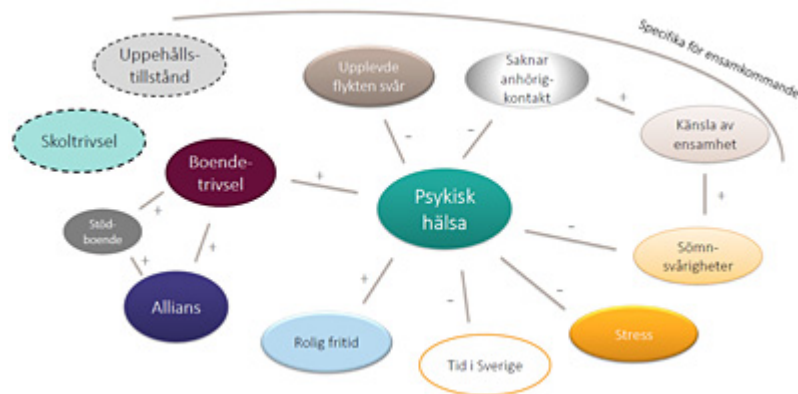 Specifika för ensamkommande
Uppehålls-
tillstånd
Upplevde
flykten svår
Saknar
anhörig-
kontakt
+
Känsla av
ensamhet
Skoltrivsel
Boende-
trivsel
-
-
+
+
Psykisk
hälsa
Stöd-
boende
+
+
+
-
Sömn-
svårigheter
Allians
+
-
-
Rolig fritid
Tid i Sverige
Stress